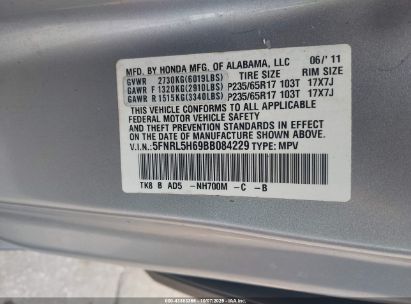 MFD. BY HONDA MFG. OF ALABAMA, LLC 06/'11
GVWR 2730KG(6019LBS) TIRE SIZE RIM SIZE
GAWR F 1320KG(2910LBS) P235/65R17 103T 17X7J
GAWR R 1515KG(3340LBS) P235/65R17 103T 17X7J
THIS VEHICLE CONFORMS TO ALL APPLICABLE
FEDERAL MOTOR VEHICLE SAFETY, BUMPER,
AND THEFT PREVENTION STANDARDS IN EFFECT
ON THE DATE OF MANUFACTURE SHOWN ABOVE.
V.I.N.: 5FNRL5H69BB084229 TYPE: MPV
TK8 B AD5 -NH700M -C -B